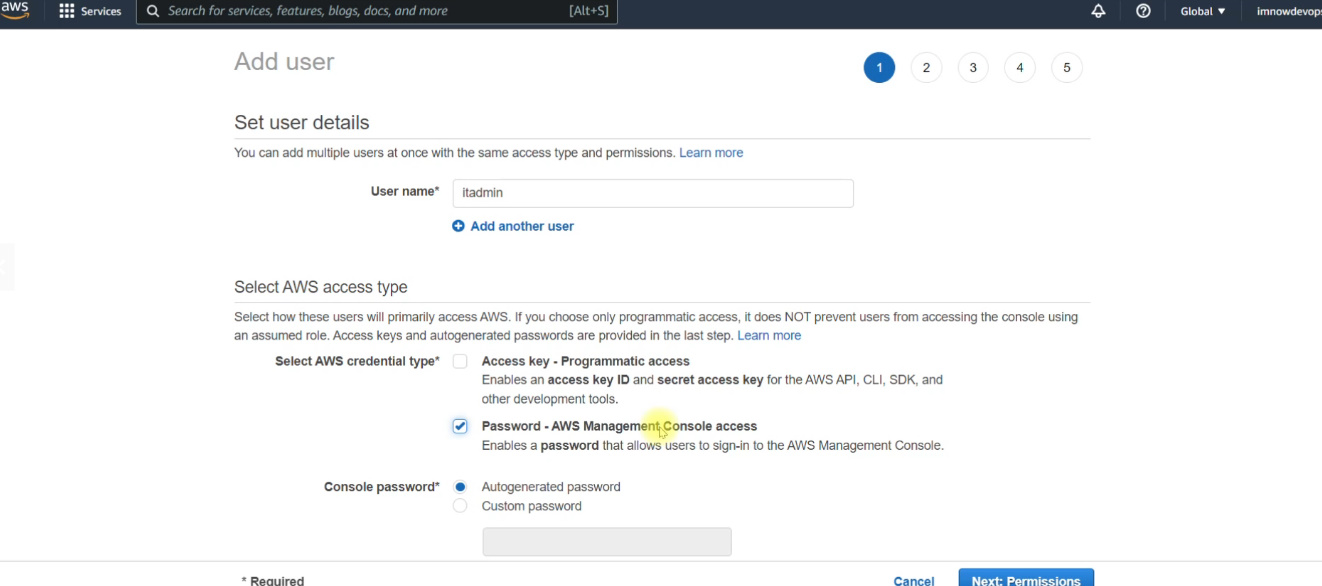 aws Services Search for services, features, blogs, docs, and more [Alt+S] Global ▼ imnowdevops
Add user 1 2 3 4 5
Set user details
You can add multiple users at once with the same access type and permissions. Learn more
User name* itadmin
Add another user
Select AWS access type
Select how these users will primarily access AWS. If you choose only programmatic access, it does NOT prevent users from accessing the console using
an assumed role. Access keys and autogenerated passwords are provided in the last step. Learn more
Select AWS credential type* Access key - Programmatic access
Enables an access key ID and secret access key for the AWS API, CLI, SDK, and
other development tools.
Password - AWS Management Console access
Enables a password that allows users to sign-in to the AWS Management Console.
Console password* Autogenerated password
Custom password
* Required Cancel Next: Permissions